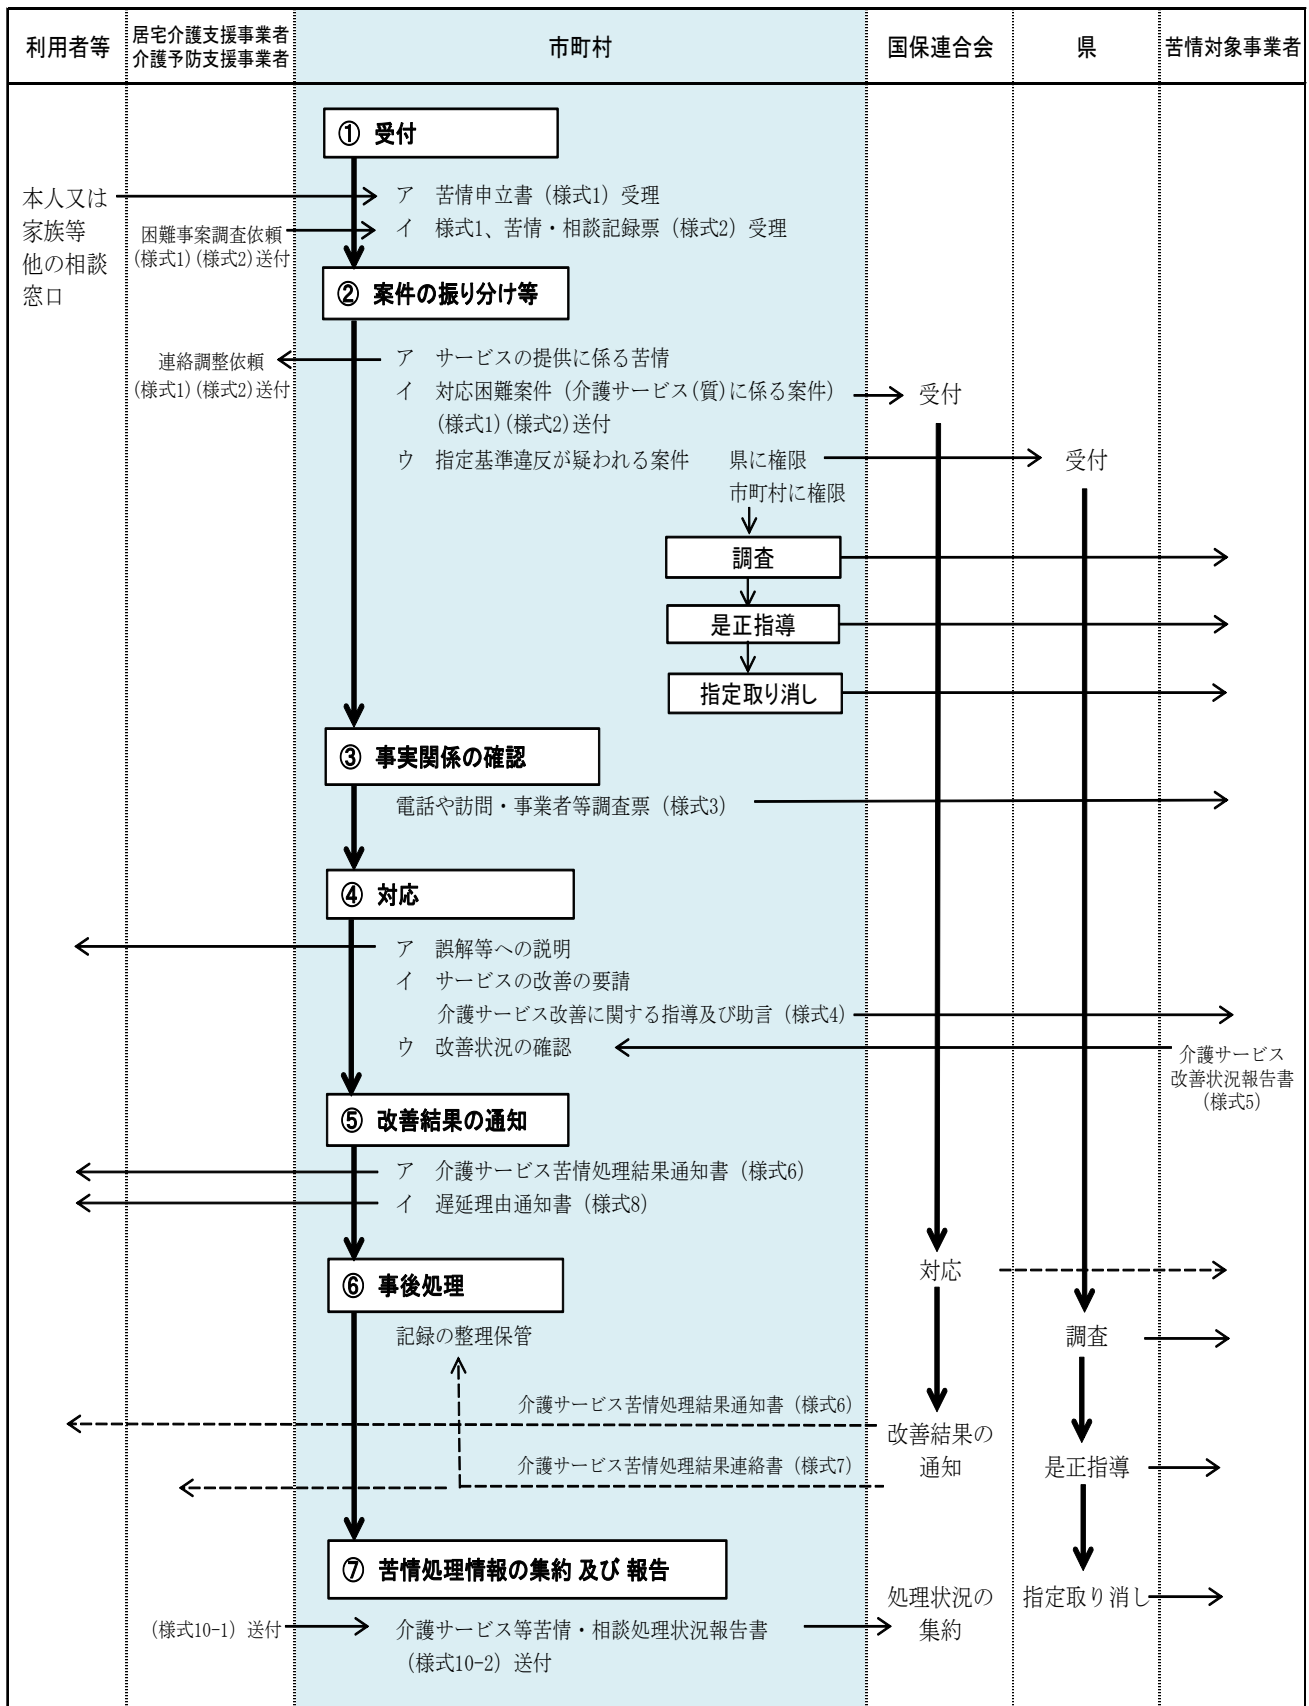 利用者等
居宅介護支援事業者
介護予防支援事業者
市町村
国保連合会
県
苦情対象事業者
① 受付
本人又は
家族等
他の相談
窓口
ア 苦情申立書（様式1）受理
困難事案調査依頼
(様式1)(様式2)送付
イ 様式1、苦情・相談記録票（様式2）受理
② 案件の振り分け等
連絡調整依頼
(様式1)(様式2)送付
ア サービスの提供に係る苦情
イ 対応困難案件（介護サービス(質)に係る案件）
(様式1)(様式2)送付
受付
ウ 指定基準違反が疑われる案件 県に権限
市町村に権限
受付
調査
是正指導
指定取り消し
③ 事実関係の確認
電話や訪問・事業者等調査票（様式3）
④ 対応
ア 誤解等への説明
イ サービスの改善の要請
介護サービス改善に関する指導及び助言（様式4）
ウ 改善状況の確認
介護サービス
改善状況報告書
（様式5）
⑤ 改善結果の通知
ア 介護サービス苦情処理結果通知書（様式6）
イ 遅延理由通知書（様式8）
対応
⑥ 事後処理
記録の整理保管
調査
介護サービス苦情処理結果通知書（様式6）
改善結果の
通知
介護サービス苦情処理結果連絡書（様式7）
是正指導
⑦ 苦情処理情報の集約 及び 報告
処理状況の
集約
指定取り消し
(様式10-1）送付
介護サービス等苦情・相談処理状況報告書
（様式10-2）送付